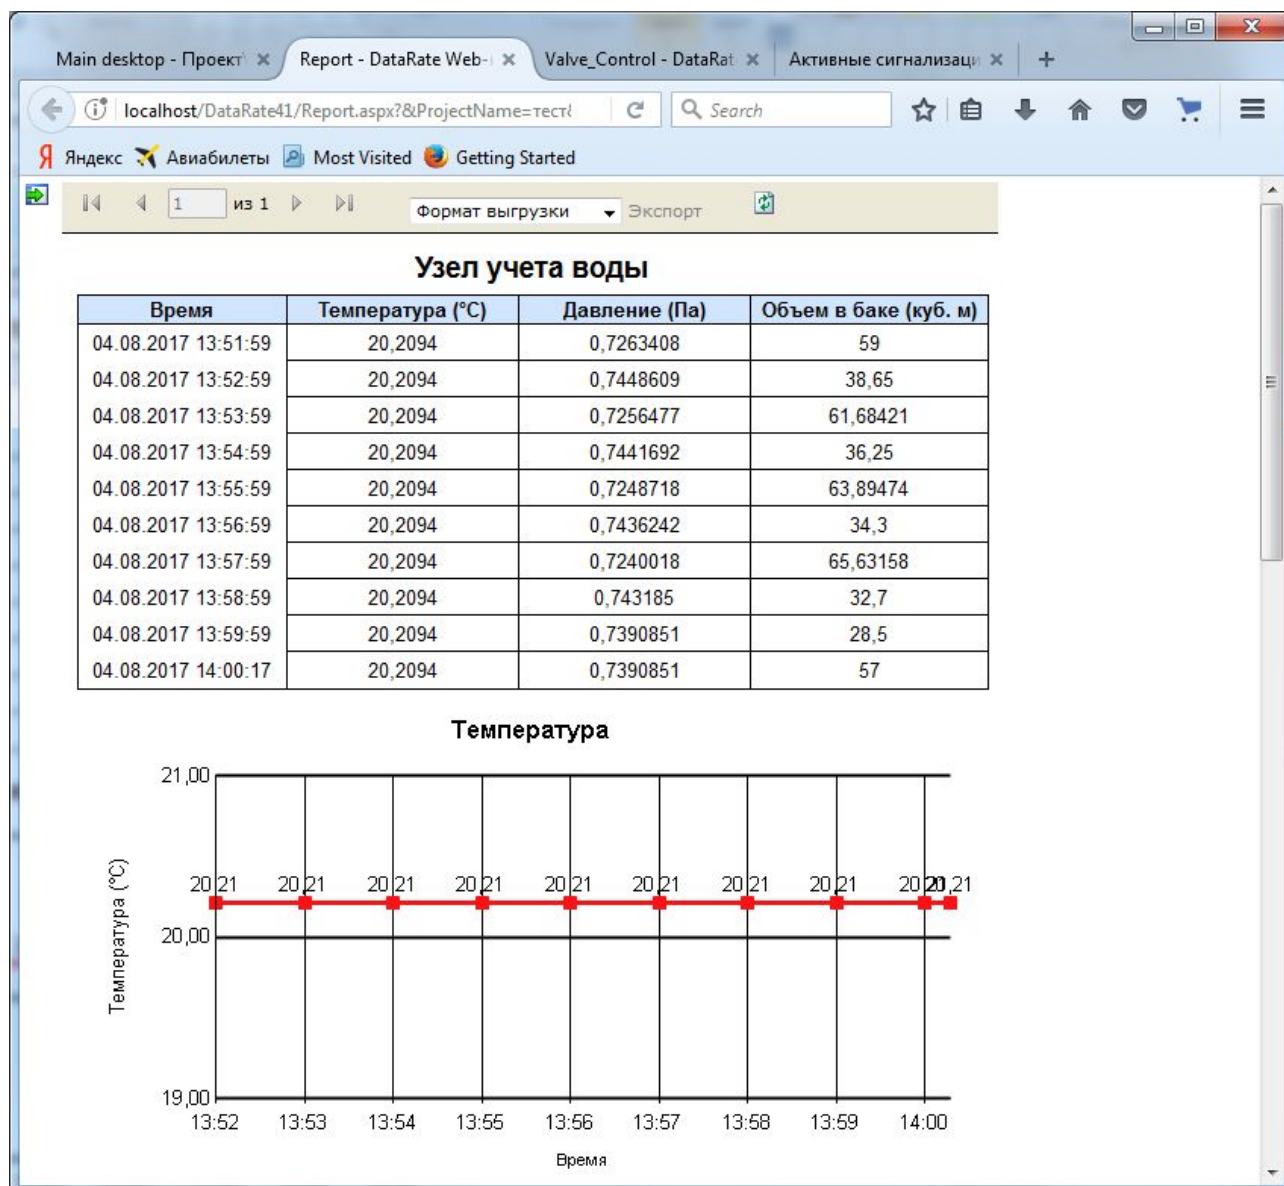 Main desktop - Проект
Report - DataRate Web-
Valve_Control - DataRat
Активные сигнализаци
localhost/DataRate41/Report.aspx?&ProjectName=тест&
Search
Яндекс Авиабилеты Most Visited Getting Started
1 из 1 Формат выгрузки Экспорт
Узел учета воды
Время Температура (°C) Давление (Па) Объем в баке (куб. м)
04.08.2017 13:51:59 20,2094 0,7263408 59
04.08.2017 13:52:59 20,2094 0,7448609 38,65
04.08.2017 13:53:59 20,2094 0,7256477 61,68421
04.08.2017 13:54:59 20,2094 0,7441692 36,25
04.08.2017 13:55:59 20,2094 0,7248718 63,89474
04.08.2017 13:56:59 20,2094 0,7436242 34,3
04.08.2017 13:57:59 20,2094 0,7240018 65,63158
04.08.2017 13:58:59 20,2094 0,743185 32,7
04.08.2017 13:59:59 20,2094 0,7390851 28,5
04.08.2017 14:00:17 20,2094 0,7390851 57
Температура
21,00
20,21 20,21 20,21 20,21 20,21 20,21 20,21 20,21 20,21 20,21
20,00
Температура (°C)
19,00
13:52 13:53 13:54 13:55 13:56 13:57 13:58 13:59 14:00
Время